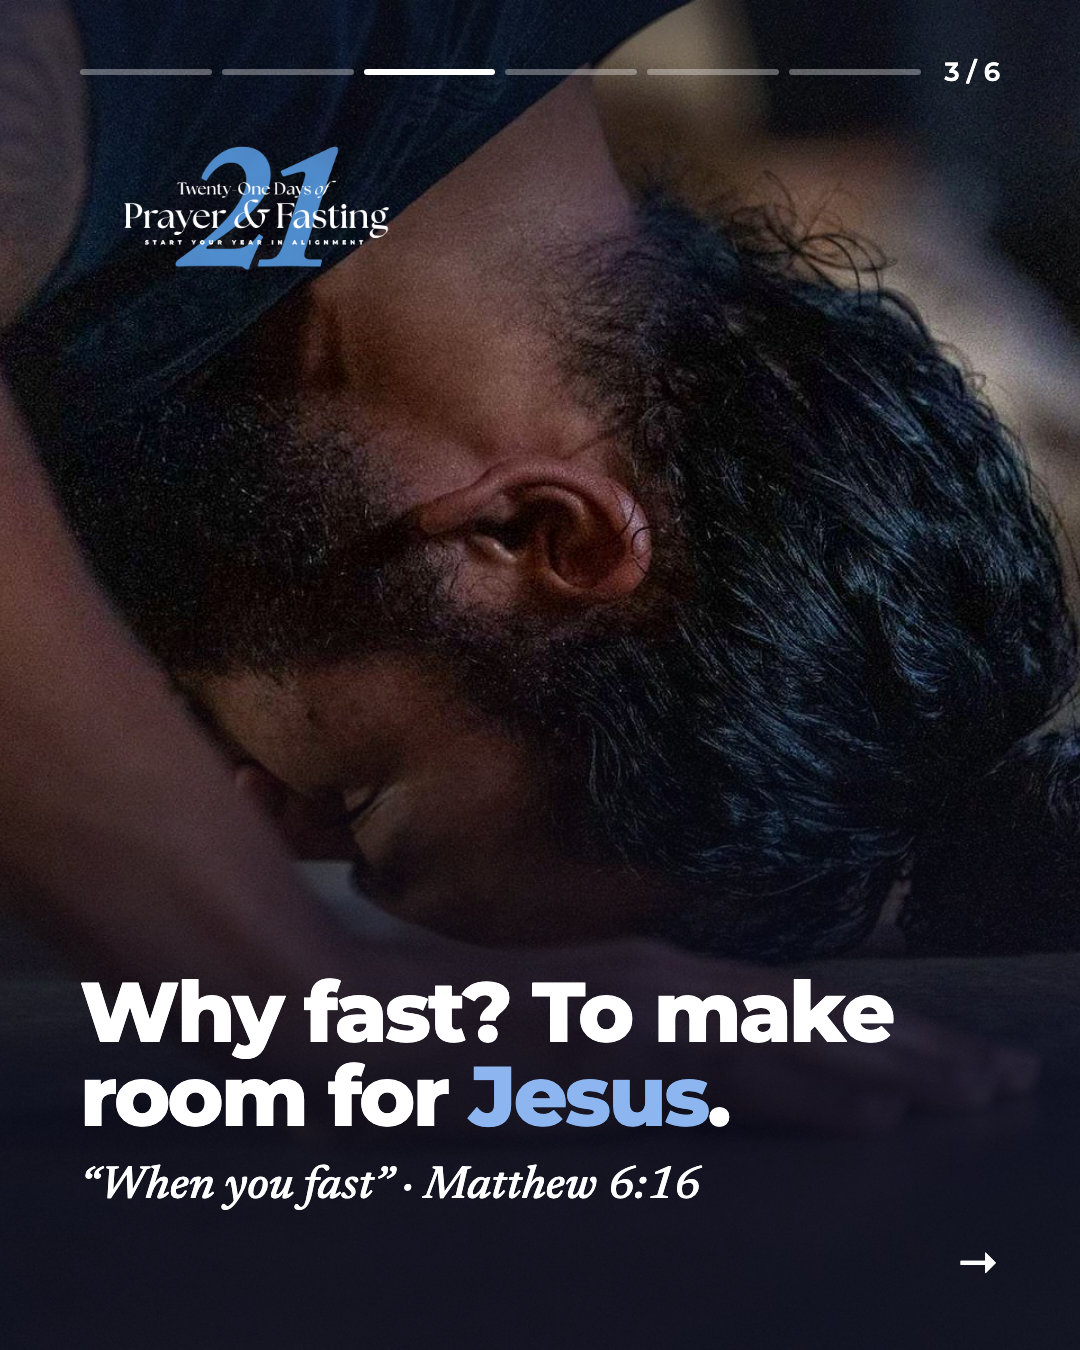 3 / 6
21
Twenty-One Days of
Prayer & Fasting
START YOUR YEAR IN ALIGNMENT
Why fast? To make
room for Jesus.
“When you fast” · Matthew 6:16
→